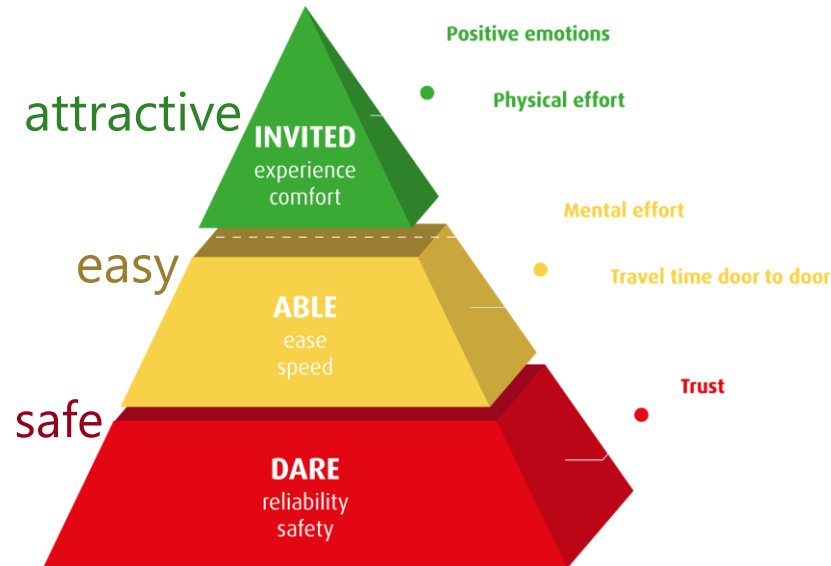 Positive emotions
attractive
Physical effort
INVITED
experience
comfort
Mental effort
easy
Travel time door to door
ABLE
ease
speed
Trust
safe
DARE
reliability
safety